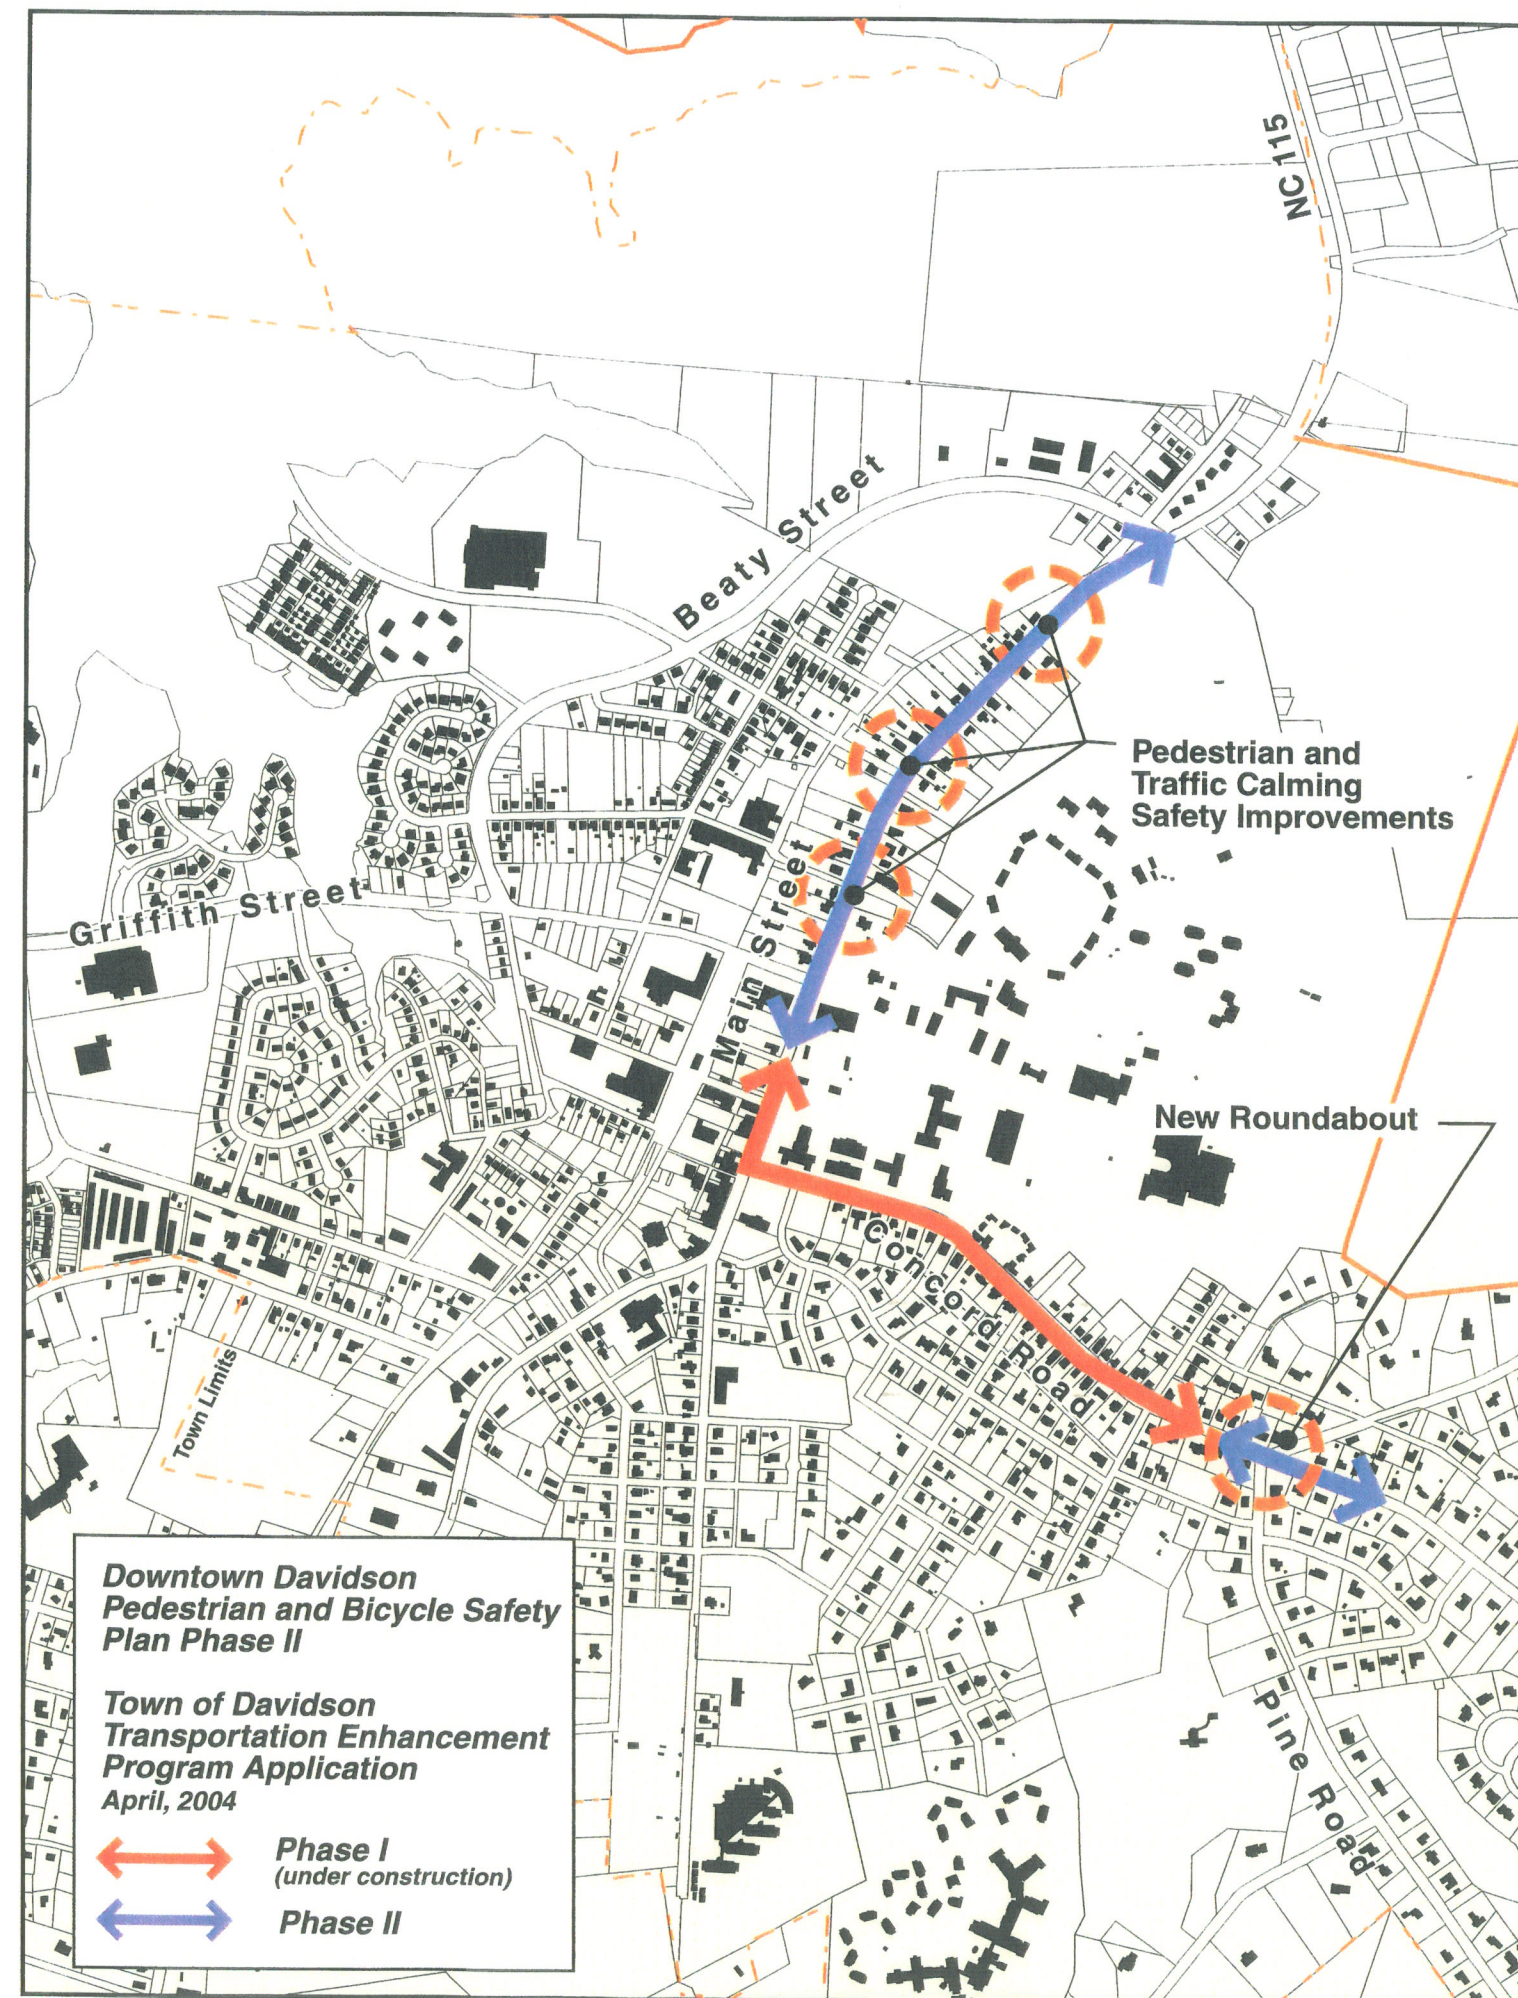 NC 115
Beaty Street
Pedestrian and
Traffic Calming
Safety Improvements
Griffith Street
Main Street
New Roundabout
Concord Road
Town Limits
Pine Road
Downtown Davidson
Pedestrian and Bicycle Safety
Plan Phase II
Town of Davidson
Transportation Enhancement
Program Application
April, 2004
Phase I
(under construction)
Phase II